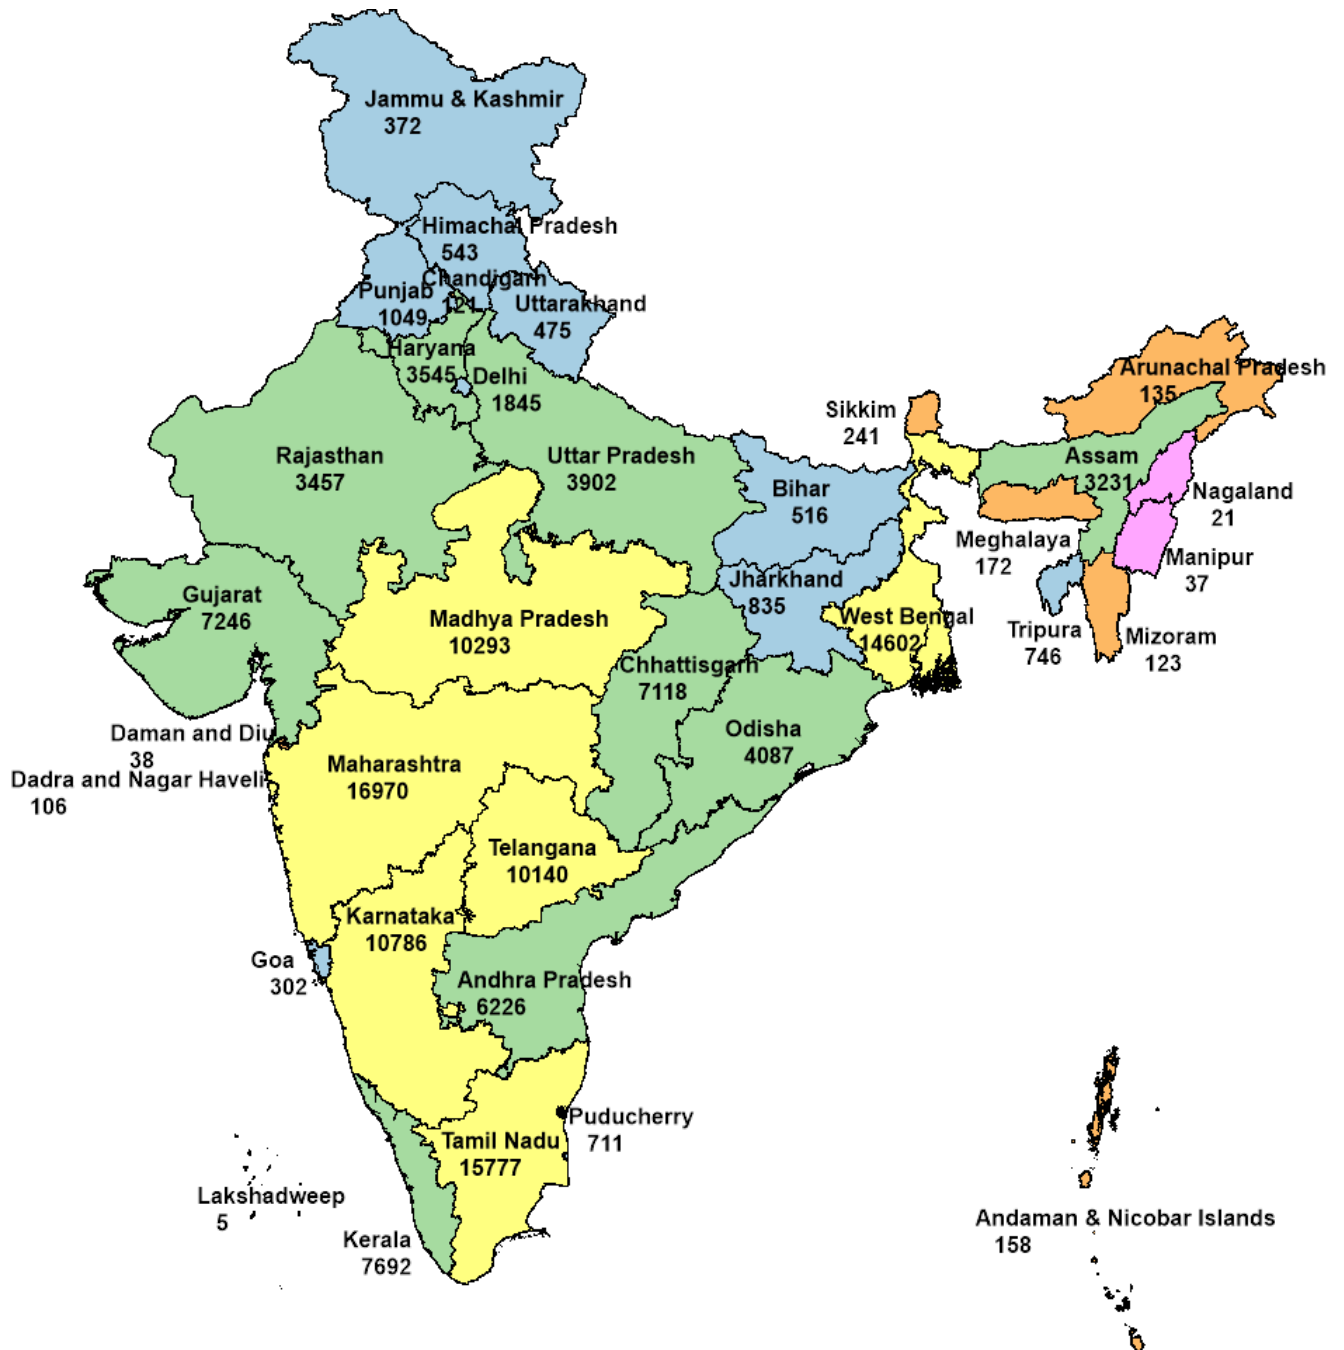 Jammu & Kashmir
372
Himachal Pradesh
543
Chandigarh
121
Punjab
1049
Uttarakhand
475
Haryana
3545
Delhi
1845
Arunachal Pradesh
135
Sikkim
241
Rajasthan
3457
Uttar Pradesh
3902
Assam
3231
Bihar
516
Nagaland
21
Meghalaya
172
Manipur
37
Jharkhand
835
Gujarat
7246
Madhya Pradesh
10293
West Bengal
14602
Tripura
746
Mizoram
123
Chhattisgarh
7118
Daman and Diu
38
Odisha
4087
Maharashtra
16970
Dadra and Nagar Haveli
106
Telangana
10140
Karnataka
10786
Goa
302
Andhra Pradesh
6226
Puducherry
711
Tamil Nadu
15777
Lakshadweep
5
Kerala
7692
Andaman & Nicobar Islands
158